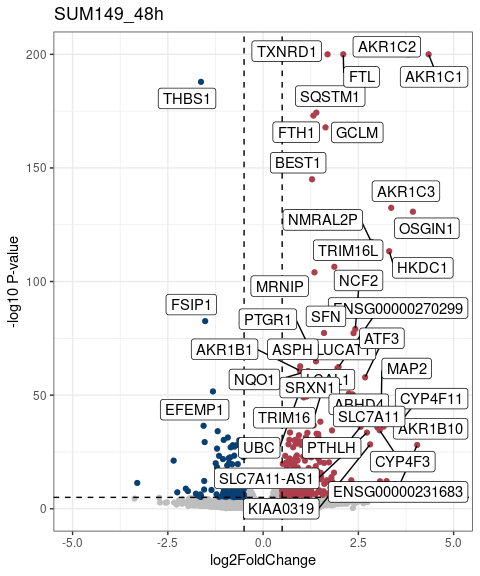 SUM149_48h
-log10 P-value
200
150
100
50
0
TXNRD1
AKR1C2
FTL
AKR1C1
THBS1
SQSTM1
FTH1
GCLM
BEST1
AKR1C3
NMRAL2P
OSGIN1
TRIM16L
HKDC1
NCF2
MRNIP
FSIP1
ENSG00000270299
SFN
PTGR1
ATF3
AKR1B1
ASPH
MAP2
NQO1
SRXN1
CYP4F11
EFEMP1
TRIM16
SLC7A11
AKR1B10
UBC
PTHLH
CYP4F3
SLC7A11-AS1
ENSG00000231683
KIAA0319
-5.0
-2.5
0.0
2.5
5.0
log2FoldChange